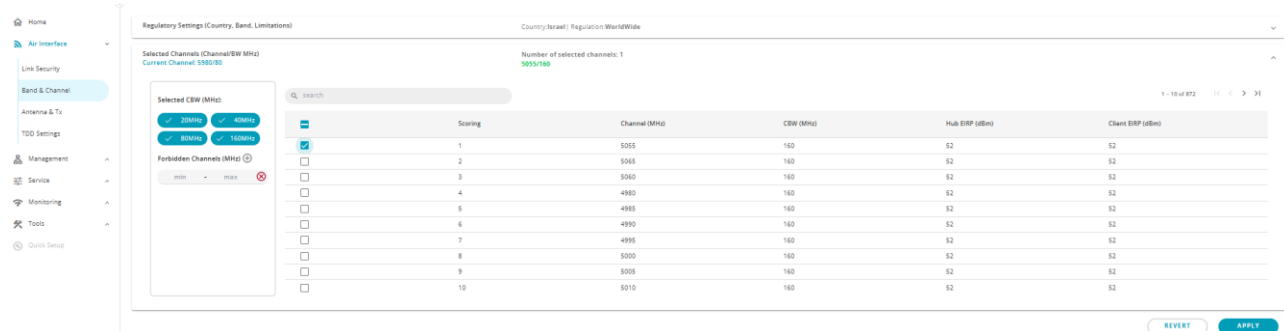 Home
Air Interface
Link Security
Band & Channel
Antenna & Tx
TDD Settings
Management
Service
Monitoring
Tools
Quick Setup
Regulatory Settings (Country, Band, Limitations)
Country:Israel| Regulation:WorldWide
Selected Channels (Channel/BW MHz)
Current Channel: 5980/80
Number of selected channels: 1
5055/160
Selected CBW (MHz):
20MHz 40MHz
80MHz 160MHz
Forbidden Channels (MHz)
min - max
search
1 – 10 of 872
Scoring Channel (MHz) CBW (MHz) Hub EIRP (dBm) Client EIRP (dBm)
1 5055 160 52 52
2 5065 160 52 52
3 5060 160 52 52
4 4980 160 52 52
5 4985 160 52 52
6 4990 160 52 52
7 4995 160 52 52
8 5000 160 52 52
9 5005 160 52 52
10 5010 160 52 52
REVERT APPLY